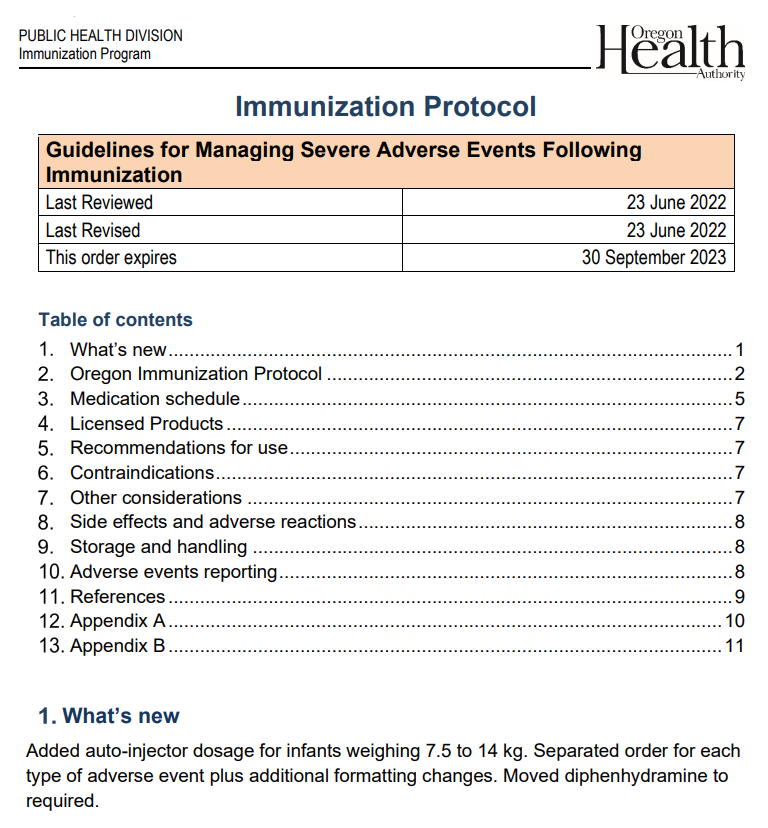 PUBLIC HEALTH DIVISION
Immunization Program
Oregon
Health
Authority
Immunization Protocol
Guidelines for Managing Severe Adverse Events Following
Immunization
Last Reviewed 23 June 2022
Last Revised 23 June 2022
This order expires 30 September 2023
Table of contents
1. What’s new ........ 1
2. Oregon Immunization Protocol ........ 2
3. Medication schedule ........ 5
4. Licensed Products ........ 7
5. Recommendations for use ........ 7
6. Contraindications ........ 7
7. Other considerations ........ 7
8. Side effects and adverse reactions ........ 8
9. Storage and handling ........ 8
10. Adverse events reporting ........ 8
11. References ........ 9
12. Appendix A ........ 10
13. Appendix B ........ 11
1. What’s new
Added auto-injector dosage for infants weighing 7.5 to 14 kg. Separated order for each
type of adverse event plus additional formatting changes. Moved diphenhydramine to
required.